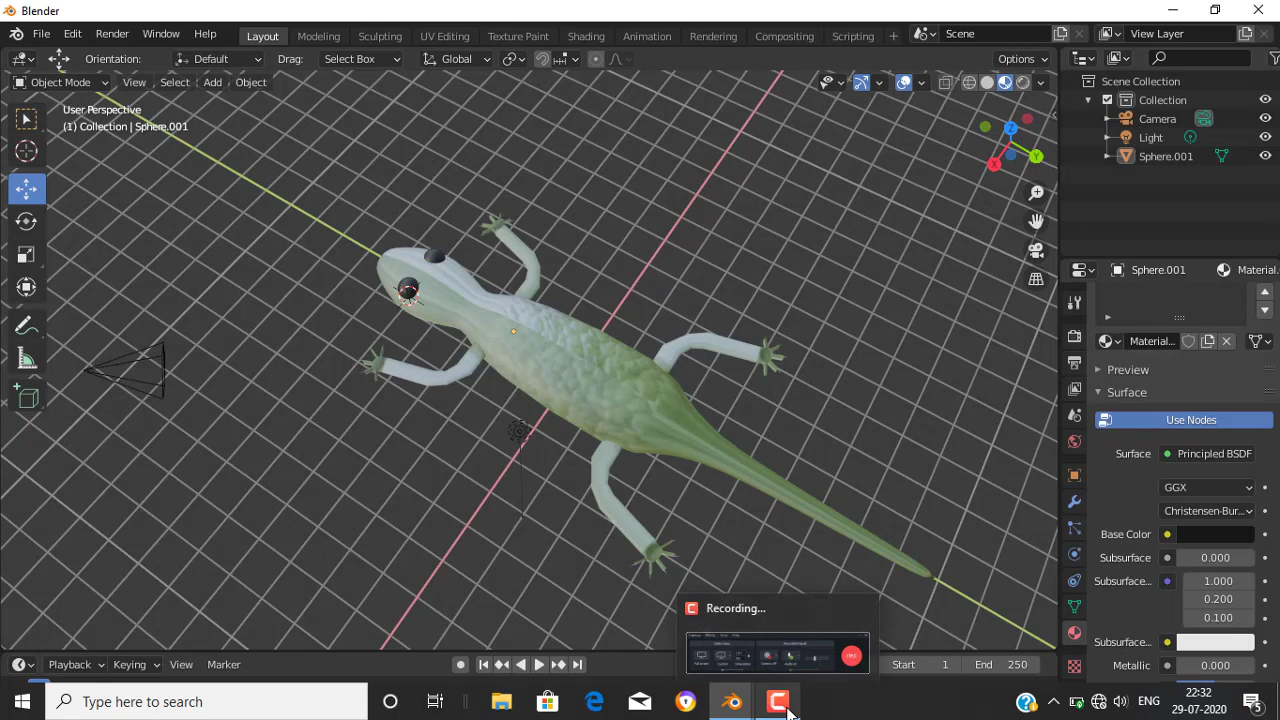 Blender
File Edit Render Window Help
Layout Modeling Sculpting UV Editing Texture Paint Shading Animation Rendering Compositing Scripting
Scene
View Layer
Orientation: Default Drag: Select Box Global
Options
Object Mode View Select Add Object
User Perspective
(1) Collection | Sphere.001
Z
Y
X
Scene Collection
Collection
Camera
Light
Sphere.001
Sphere.001 Material.
Material...
Preview
Surface
Use Nodes
Surface Principled BSDF
GGX
Christensen-Bur..
Base Color
Subsurface 0.000
Subsurface... 1.000
0.200
0.100
Subsurf...
Metallic 0.000
Recording...
Playback Keying View Marker
Start 1 End 250
Type here to search
ENG
22:32
29-07-2020
5